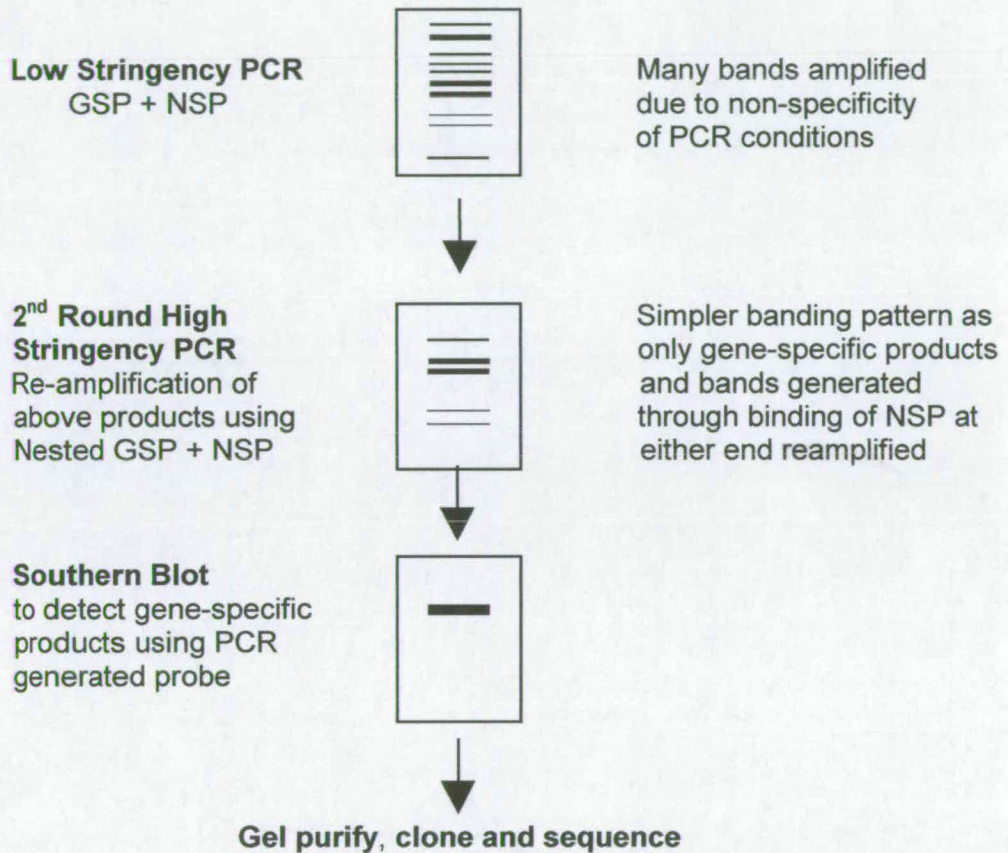 Low Stringency PCR
GSP + NSP
Many bands amplified
due to non-specificity
of PCR conditions
2nd Round High
Stringency PCR
Re-amplification of
above products using
Nested GSP + NSP
Simpler banding pattern as
only gene-specific products
and bands generated
through binding of NSP at
either end reamplified
Southern Blot
to detect gene-specific
products using PCR
generated probe
Gel purify, clone and sequence